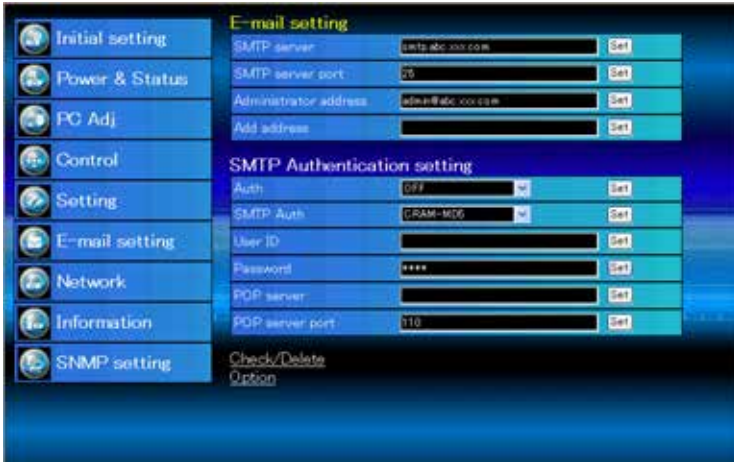 Initial setting
Power & Status
PC Adj.
Control
Setting
E-mail setting
Network
Information
SNMP setting
E-mail setting
SMTP server smtp.abc.xxx.com Set
SMTP server port 25 Set
Administrator address admin@abc.xxx.com Set
Add address Set
SMTP Authentication setting
Auth OFF Set
SMTP Auth CRAM-MD5 Set
User ID Set
Password **** Set
POP server Set
POP server port 110 Set
Check/Delete
Option